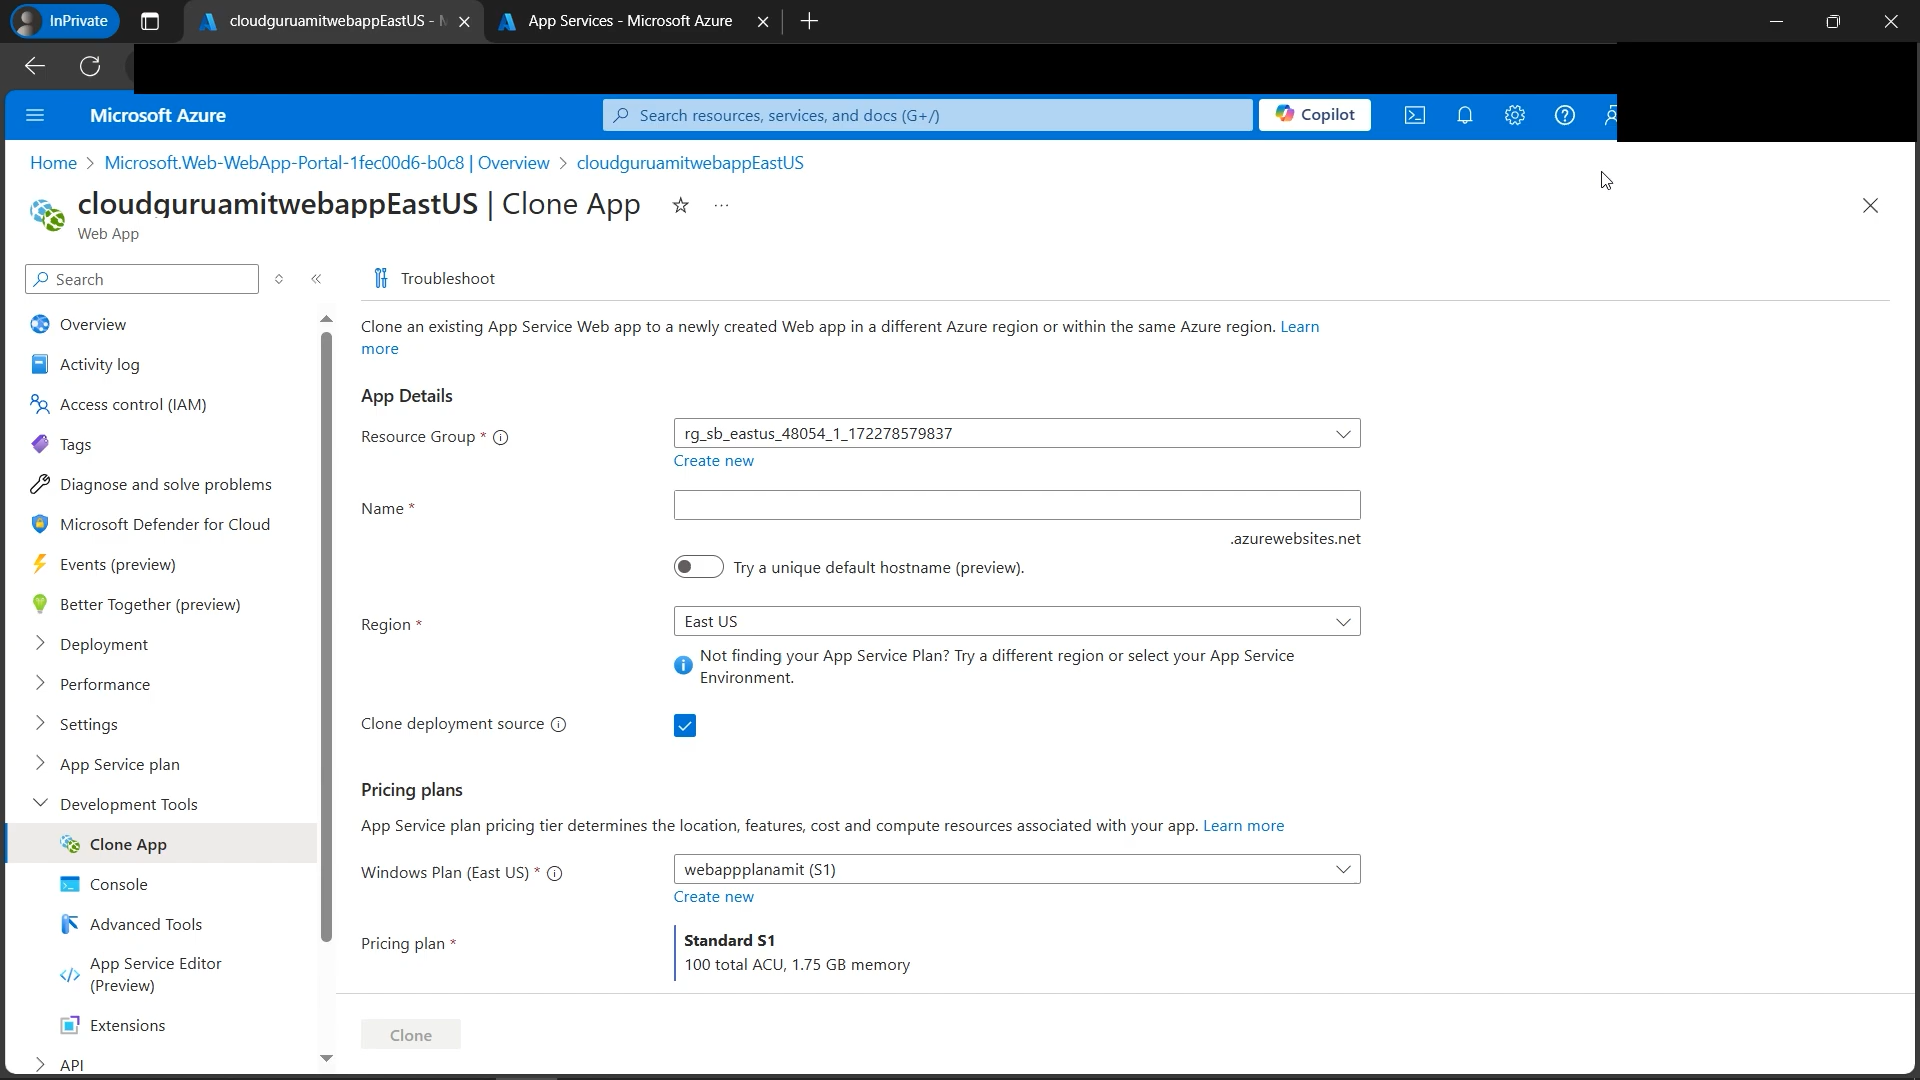 InPrivate
cloudguruamitwebappEastUS - M
App Services - Microsoft Azure
Microsoft Azure
Search resources, services, and docs (G+/)
Copilot
Home > Microsoft.Web-WebApp-Portal-1fec00d6-b0c8 | Overview > cloudguruamitwebappEastUS
cloudguruamitwebappEastUS | Clone App
Web App
Search
Overview
Activity log
Access control (IAM)
Tags
Diagnose and solve problems
Microsoft Defender for Cloud
Events (preview)
Better Together (preview)
Deployment
Performance
Settings
App Service plan
Development Tools
Clone App
Console
Advanced Tools
App Service Editor
(Preview)
Extensions
API
Troubleshoot
Clone an existing App Service Web app to a newly created Web app in a different Azure region or within the same Azure region. Learn
more
App Details
Resource Group *
rg_sb_eastus_48054_1_172278579837
Create new
Name *
.azurewebsites.net
Try a unique default hostname (preview).
Region *
East US
Not finding your App Service Plan? Try a different region or select your App Service
Environment.
Clone deployment source
Pricing plans
App Service plan pricing tier determines the location, features, cost and compute resources associated with your app. Learn more
Windows Plan (East US) *
webappplanamit (S1)
Create new
Pricing plan *
Standard S1
100 total ACU, 1.75 GB memory
Clone